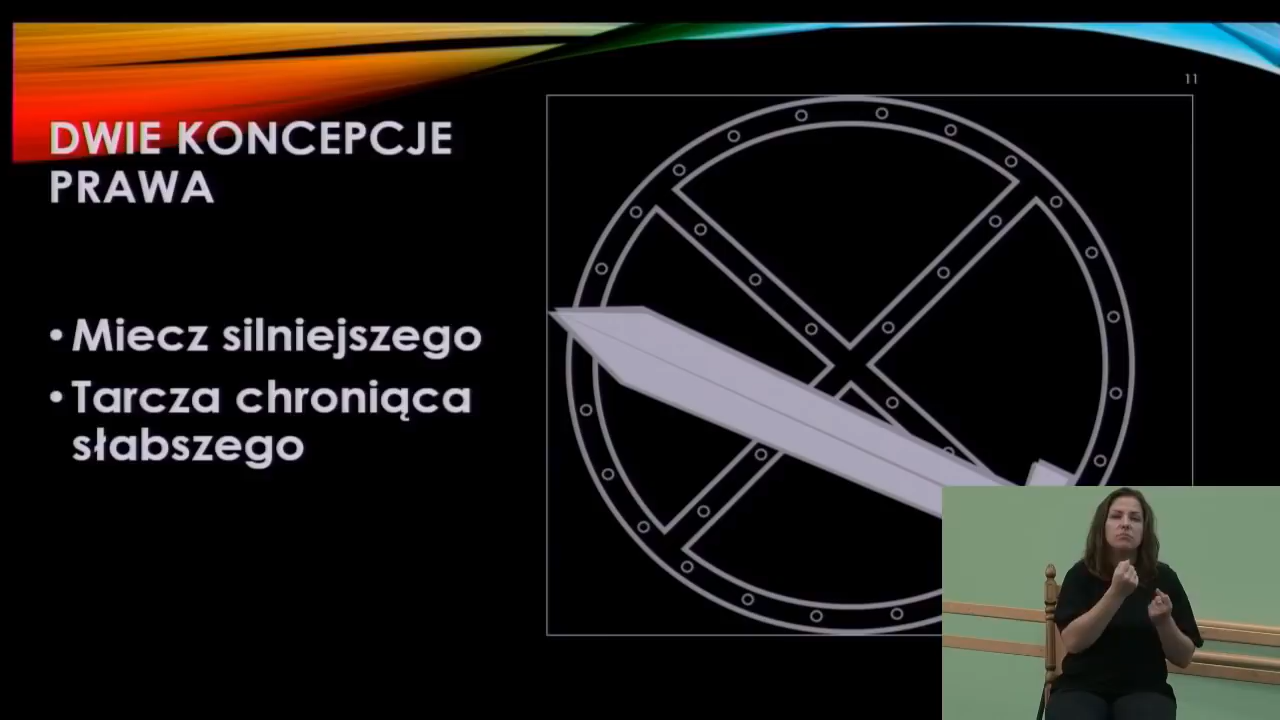 11
DWIE KONCEPCJE
PRAWA
• Miecz silniejszego
• Tarcza chroniąca
słabszego